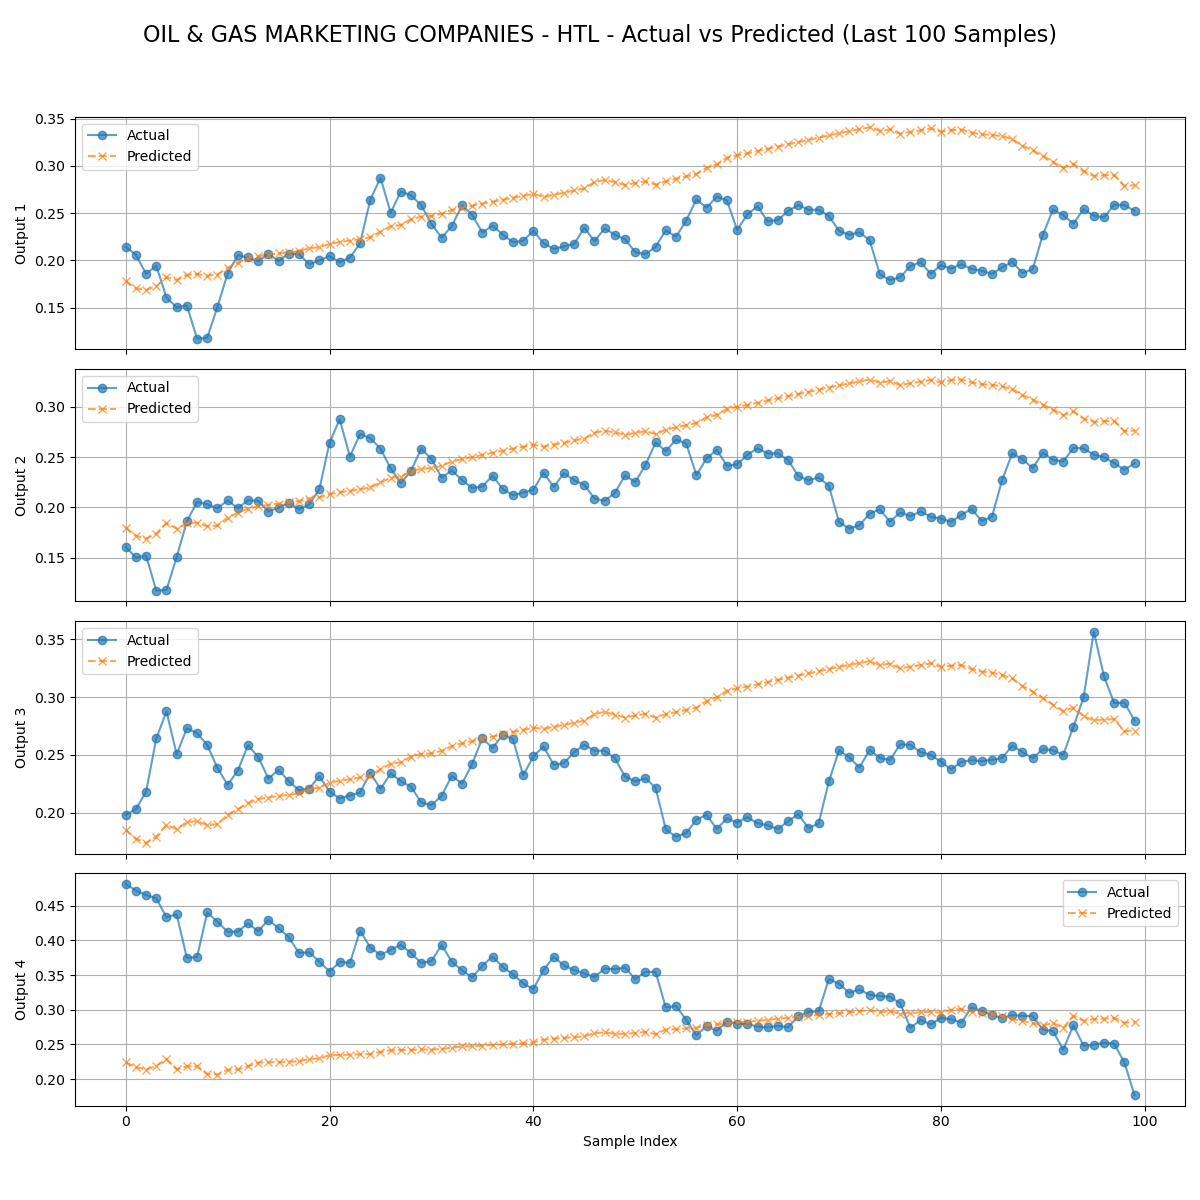 OIL & GAS MARKETING COMPANIES - HTL - Actual vs Predicted (Last 100 Samples)
Output 1
0.35
0.30
0.25
0.20
0.15
Actual
Predicted
Output 2
0.30
0.25
0.20
0.15
Actual
Predicted
Output 3
0.35
0.30
0.25
0.20
Actual
Predicted
Output 4
0.45
0.40
0.35
0.30
0.25
0.20
Actual
Predicted
0 20 40 60 80 100
Sample Index